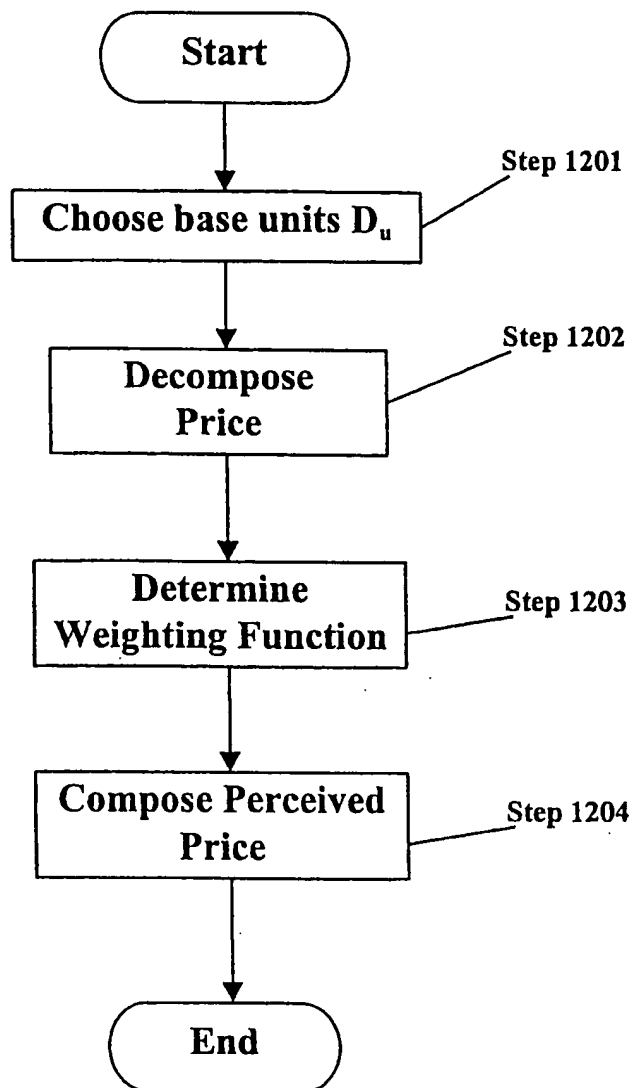 Start
Step 1201
Choose base units Dᵤ
Step 1202
Decompose
Price
Determine
Weighting Function
Step 1203
Compose Perceived
Price
Step 1204
End